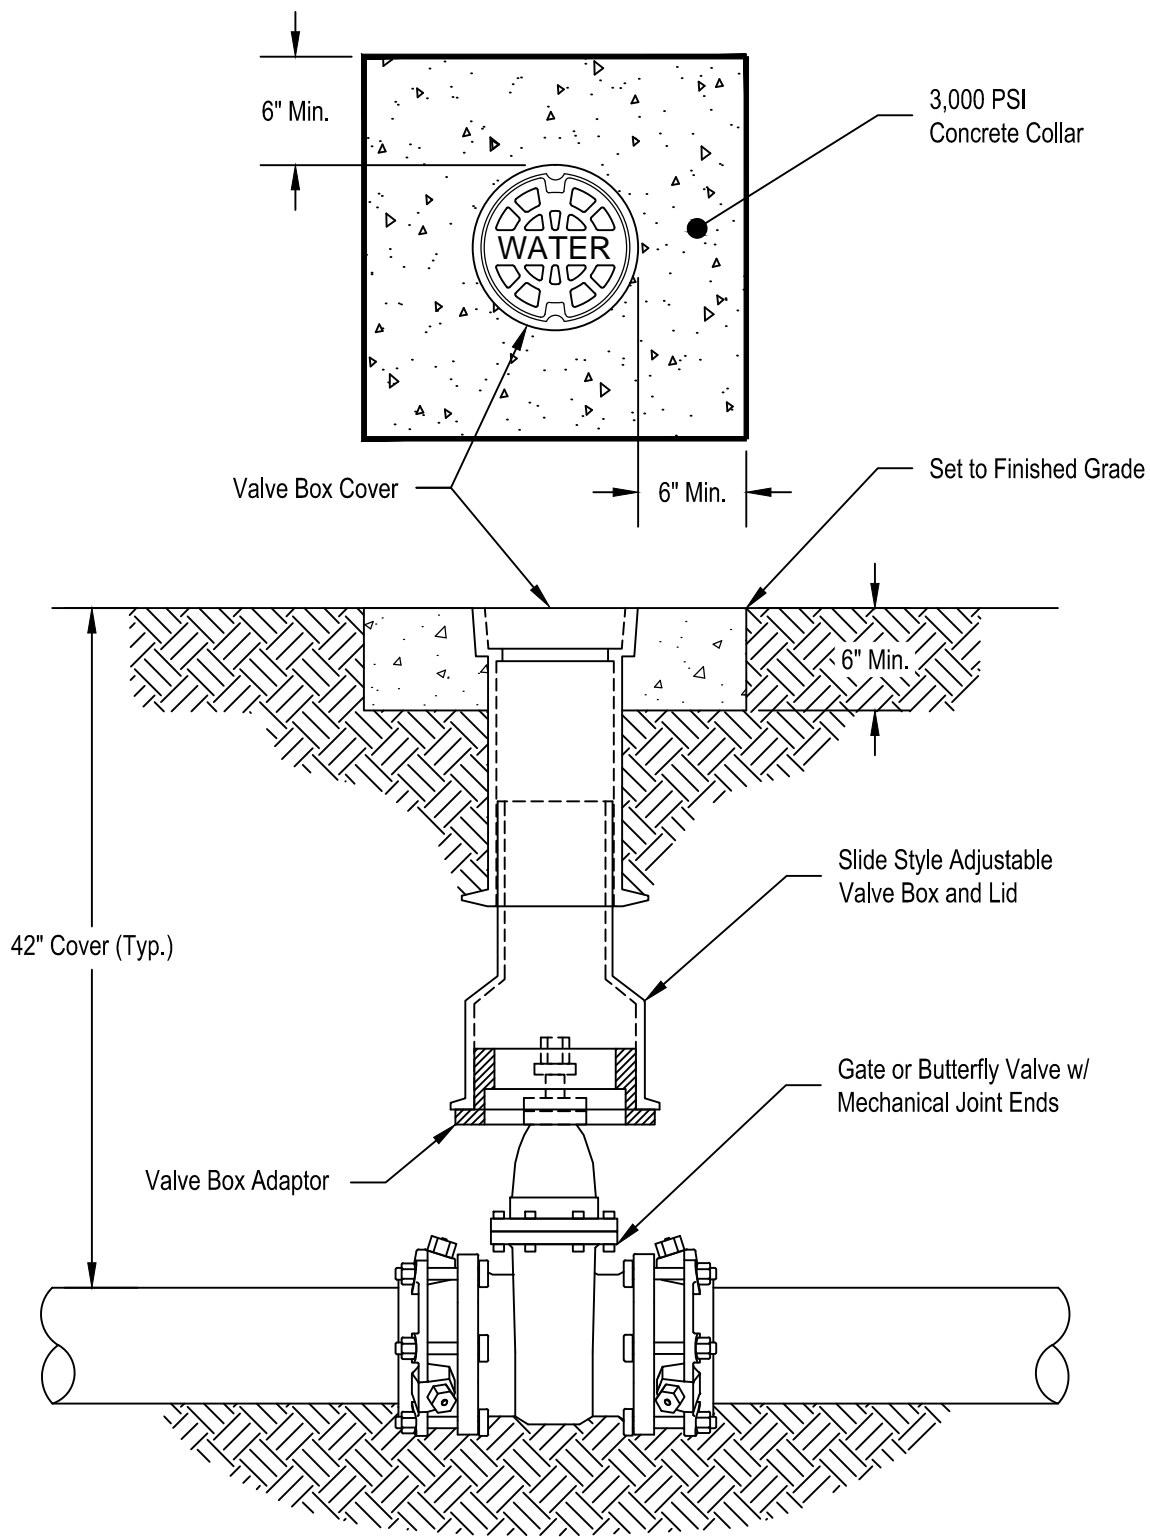 6" Min.
3,000 PSI
Concrete Collar
WATER
Valve Box Cover
6" Min.
Set to Finished Grade
6" Min.
Slide Style Adjustable
Valve Box and Lid
42" Cover (Typ.)
Gate or Butterfly Valve w/
Mechanical Joint Ends
Valve Box Adaptor